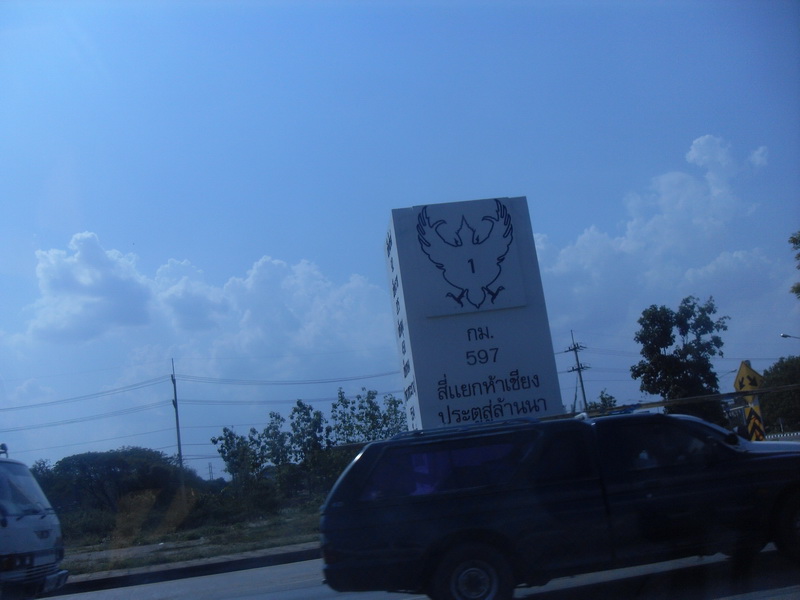 1
กม.
597
สี่แยกห้าเชียง
ประตูสู่ล้านนา